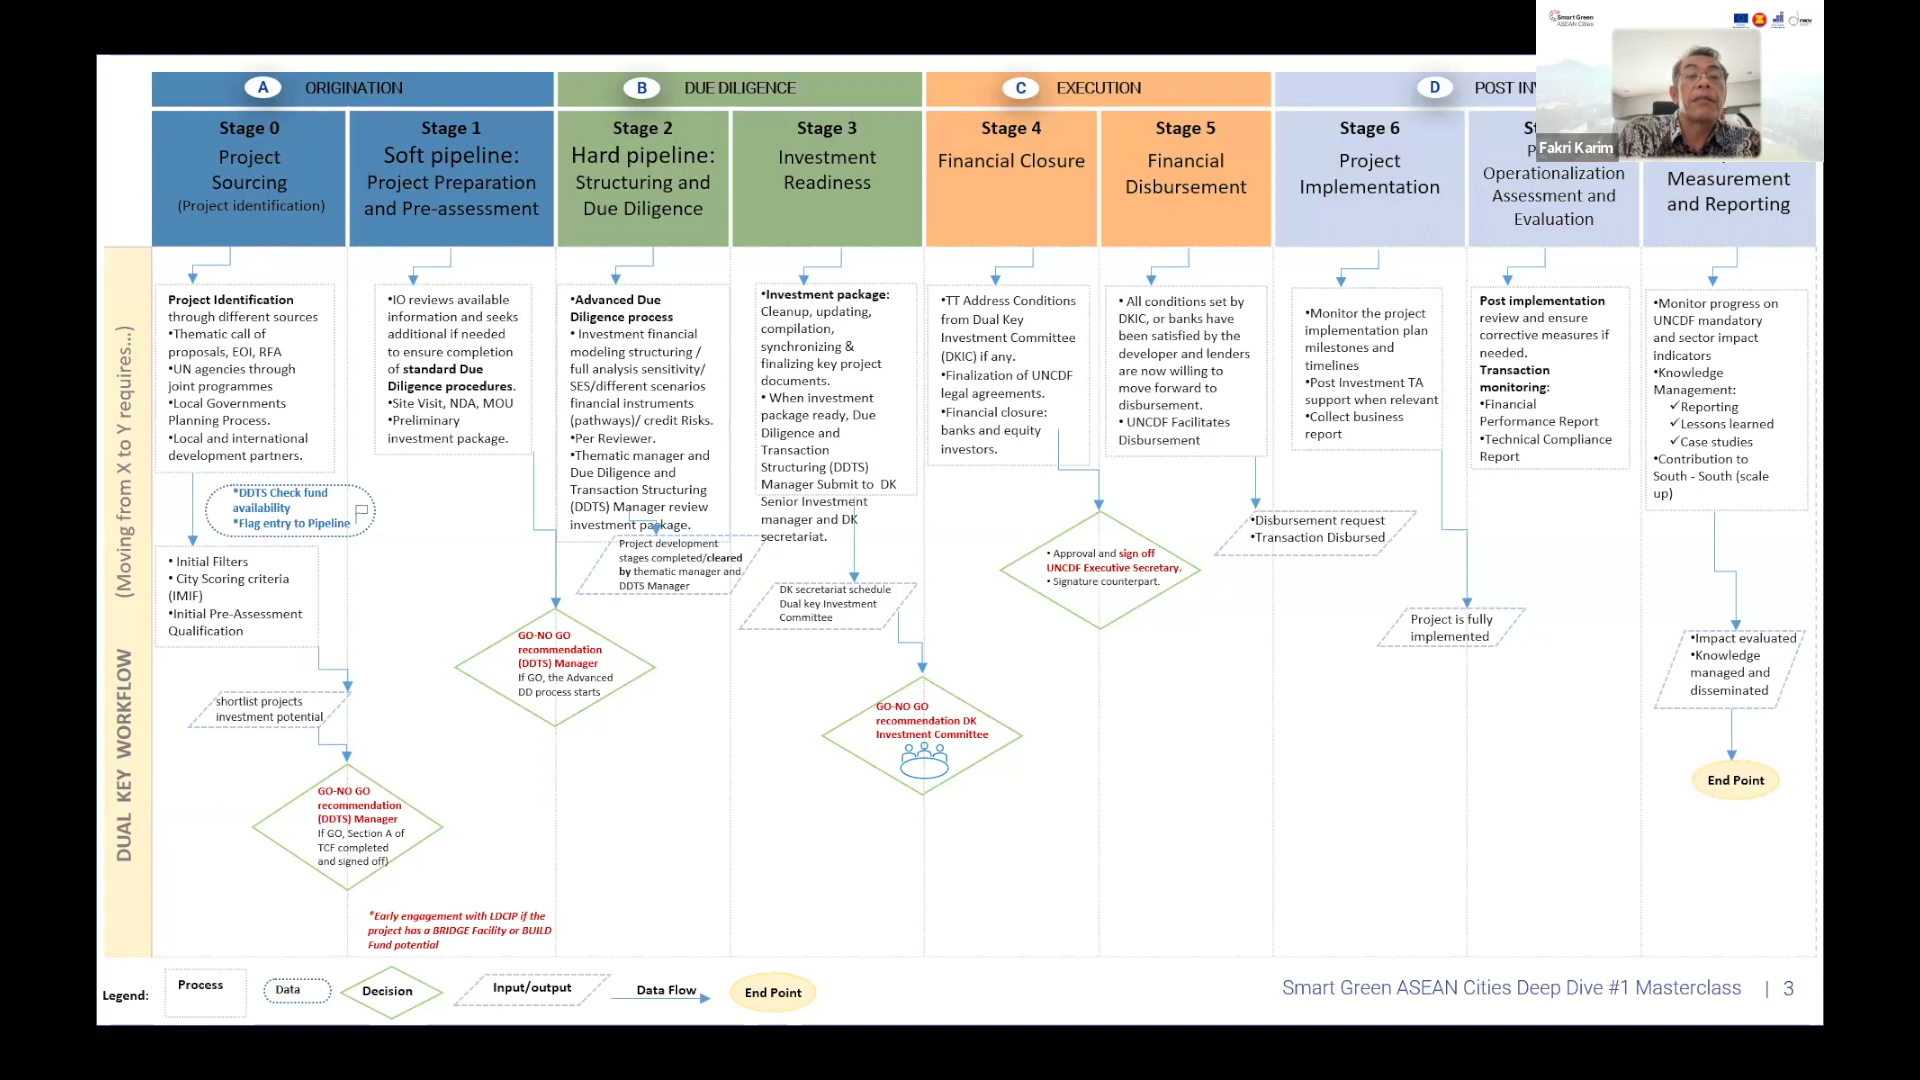 Smart Green
ASEAN Cities
Fakri Karim
A ORIGINATION
B DUE DILIGENCE
C EXECUTION
D POST
Stage 0
Project
Sourcing
(Project identification)
Stage 1
Soft pipeline:
Project Preparation
and Pre-assessment
Stage 2
Hard pipeline:
Structuring and
Due Diligence
Stage 3
Investment
Readiness
Stage 4
Financial Closure
Stage 5
Financial
Disbursement
Stage 6
Project
Implementation
Operationalization
Assessment and
Evaluation
Measurement
and Reporting
DUAL KEY WORKFLOW (Moving from X to Y requires...)
Project Identification
through different sources
•Thematic call of
proposals, EOI, RFA
•UN agencies through
joint programmes
•Local Governments
Planning Process.
•Local and international
development partners.
*DDTS Check fund
availability
*Flag entry to Pipeline
• Initial Filters
• City Scoring criteria
(IMIF)
•Initial Pre-Assessment
Qualification
shortlist projects
investment potential
GO-NO GO
recommendation
(DDTS) Manager
If GO, Section A of
TCF completed
and signed off)
•IO reviews available
information and seeks
additional if needed
to ensure completion
of standard Due
Diligence procedures.
•Site Visit, NDA, MOU
•Preliminary
investment package.
GO-NO GO
recommendation
(DDTS) Manager
If GO, the Advanced
DD process starts
*Early engagement with LDCIP if the
project has a BRIDGE Facility or BUILD
Fund potential
•Advanced Due
Diligence process
• Investment financial
modeling structuring /
full analysis sensitivity/
SES/different scenarios
financial instruments
(pathways)/ credit Risks.
•Per Reviewer.
•Thematic manager and
Due Diligence and
Transaction Structuring
(DDTS) Manager review
investment package.
Project development
stages completed/cleared
by thematic manager and
DDTS Manager
•Investment package:
Cleanup, updating,
compilation,
synchronizing &
finalizing key project
documents.
• When investment
package ready, Due
Diligence and
Transaction
Structuring (DDTS)
Manager Submit to DK
Senior Investment
manager and DK
secretariat.
DK secretariat schedule
Dual key Investment
Committee
GO-NO GO
recommendation DK
Investment Committee
•TT Address Conditions
from Dual Key
Investment Committee
(DKIC) if any.
•Finalization of UNCDF
legal agreements.
•Financial closure:
banks and equity
investors.
• Approval and sign off
UNCDF Executive Secretary.
• Signature counterpart.
• All conditions set by
DKIC, or banks have
been satisfied by the
developer and lenders
are now willing to
move forward to
disbursement.
• UNCDF Facilitates
Disbursement
•Disbursement request
•Transaction Disbursed
•Monitor the project
implementation plan
milestones and
timelines
•Post Investment TA
support when relevant
•Collect business
report
Project is fully
implemented
Post implementation
review and ensure
corrective measures if
needed.
Transaction
monitoring:
•Financial
Performance Report
•Technical Compliance
Report
•Monitor progress on
UNCDF mandatory
and sector impact
indicators
•Knowledge
Management:
✓Reporting
✓Lessons learned
✓Case studies
•Contribution to
South - South (scale
up)
•Impact evaluated
•Knowledge
managed and
disseminated
End Point
Legend:
Process
Data
Decision
Input/output
Data Flow
End Point
Smart Green ASEAN Cities Deep Dive #1 Masterclass | 3